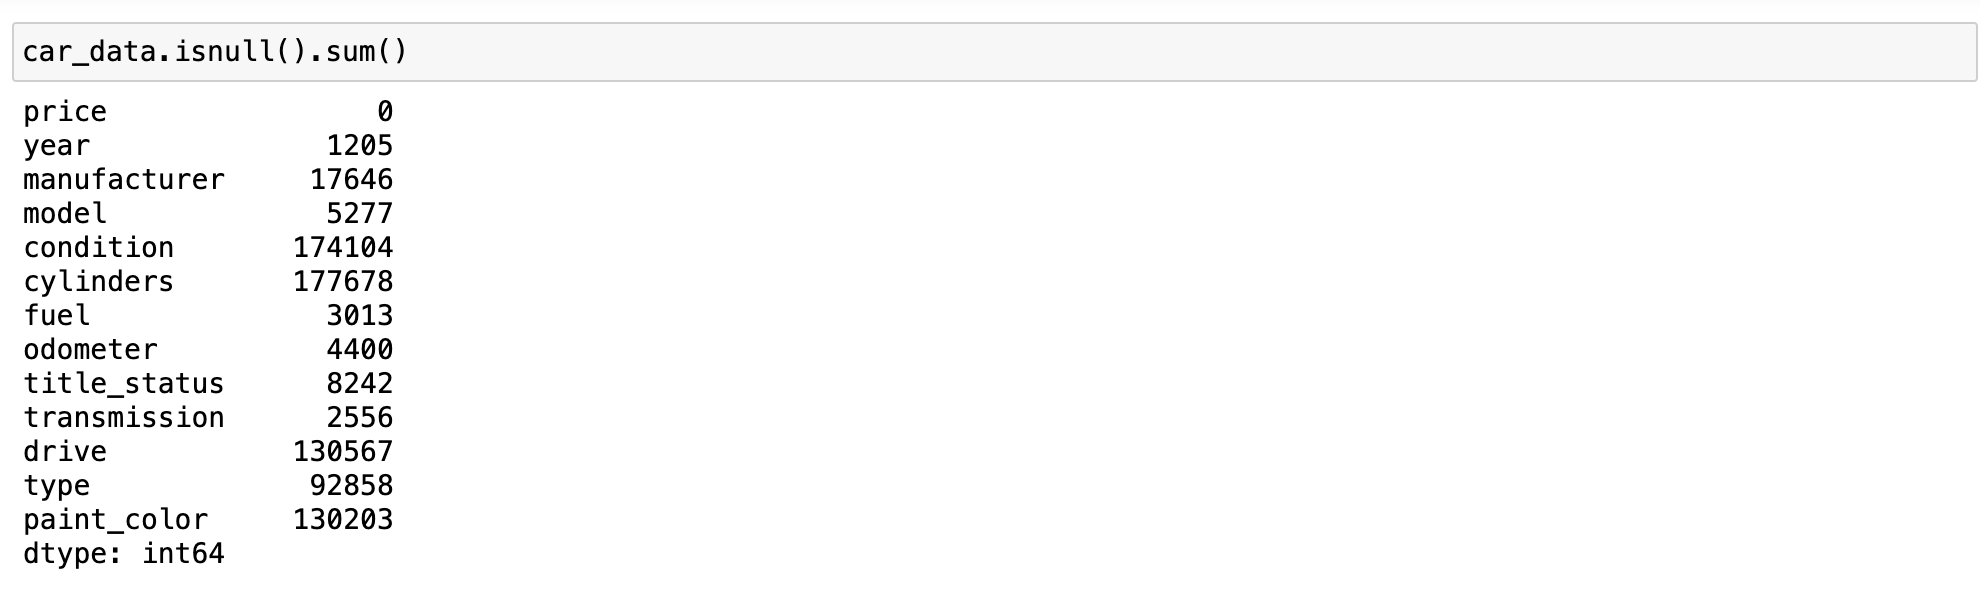 car_data.isnull().sum()
price 0
year 1205
manufacturer 17646
model 5277
condition 174104
cylinders 177678
fuel 3013
odometer 4400
title_status 8242
transmission 2556
drive 130567
type 92858
paint_color 130203
dtype: int64